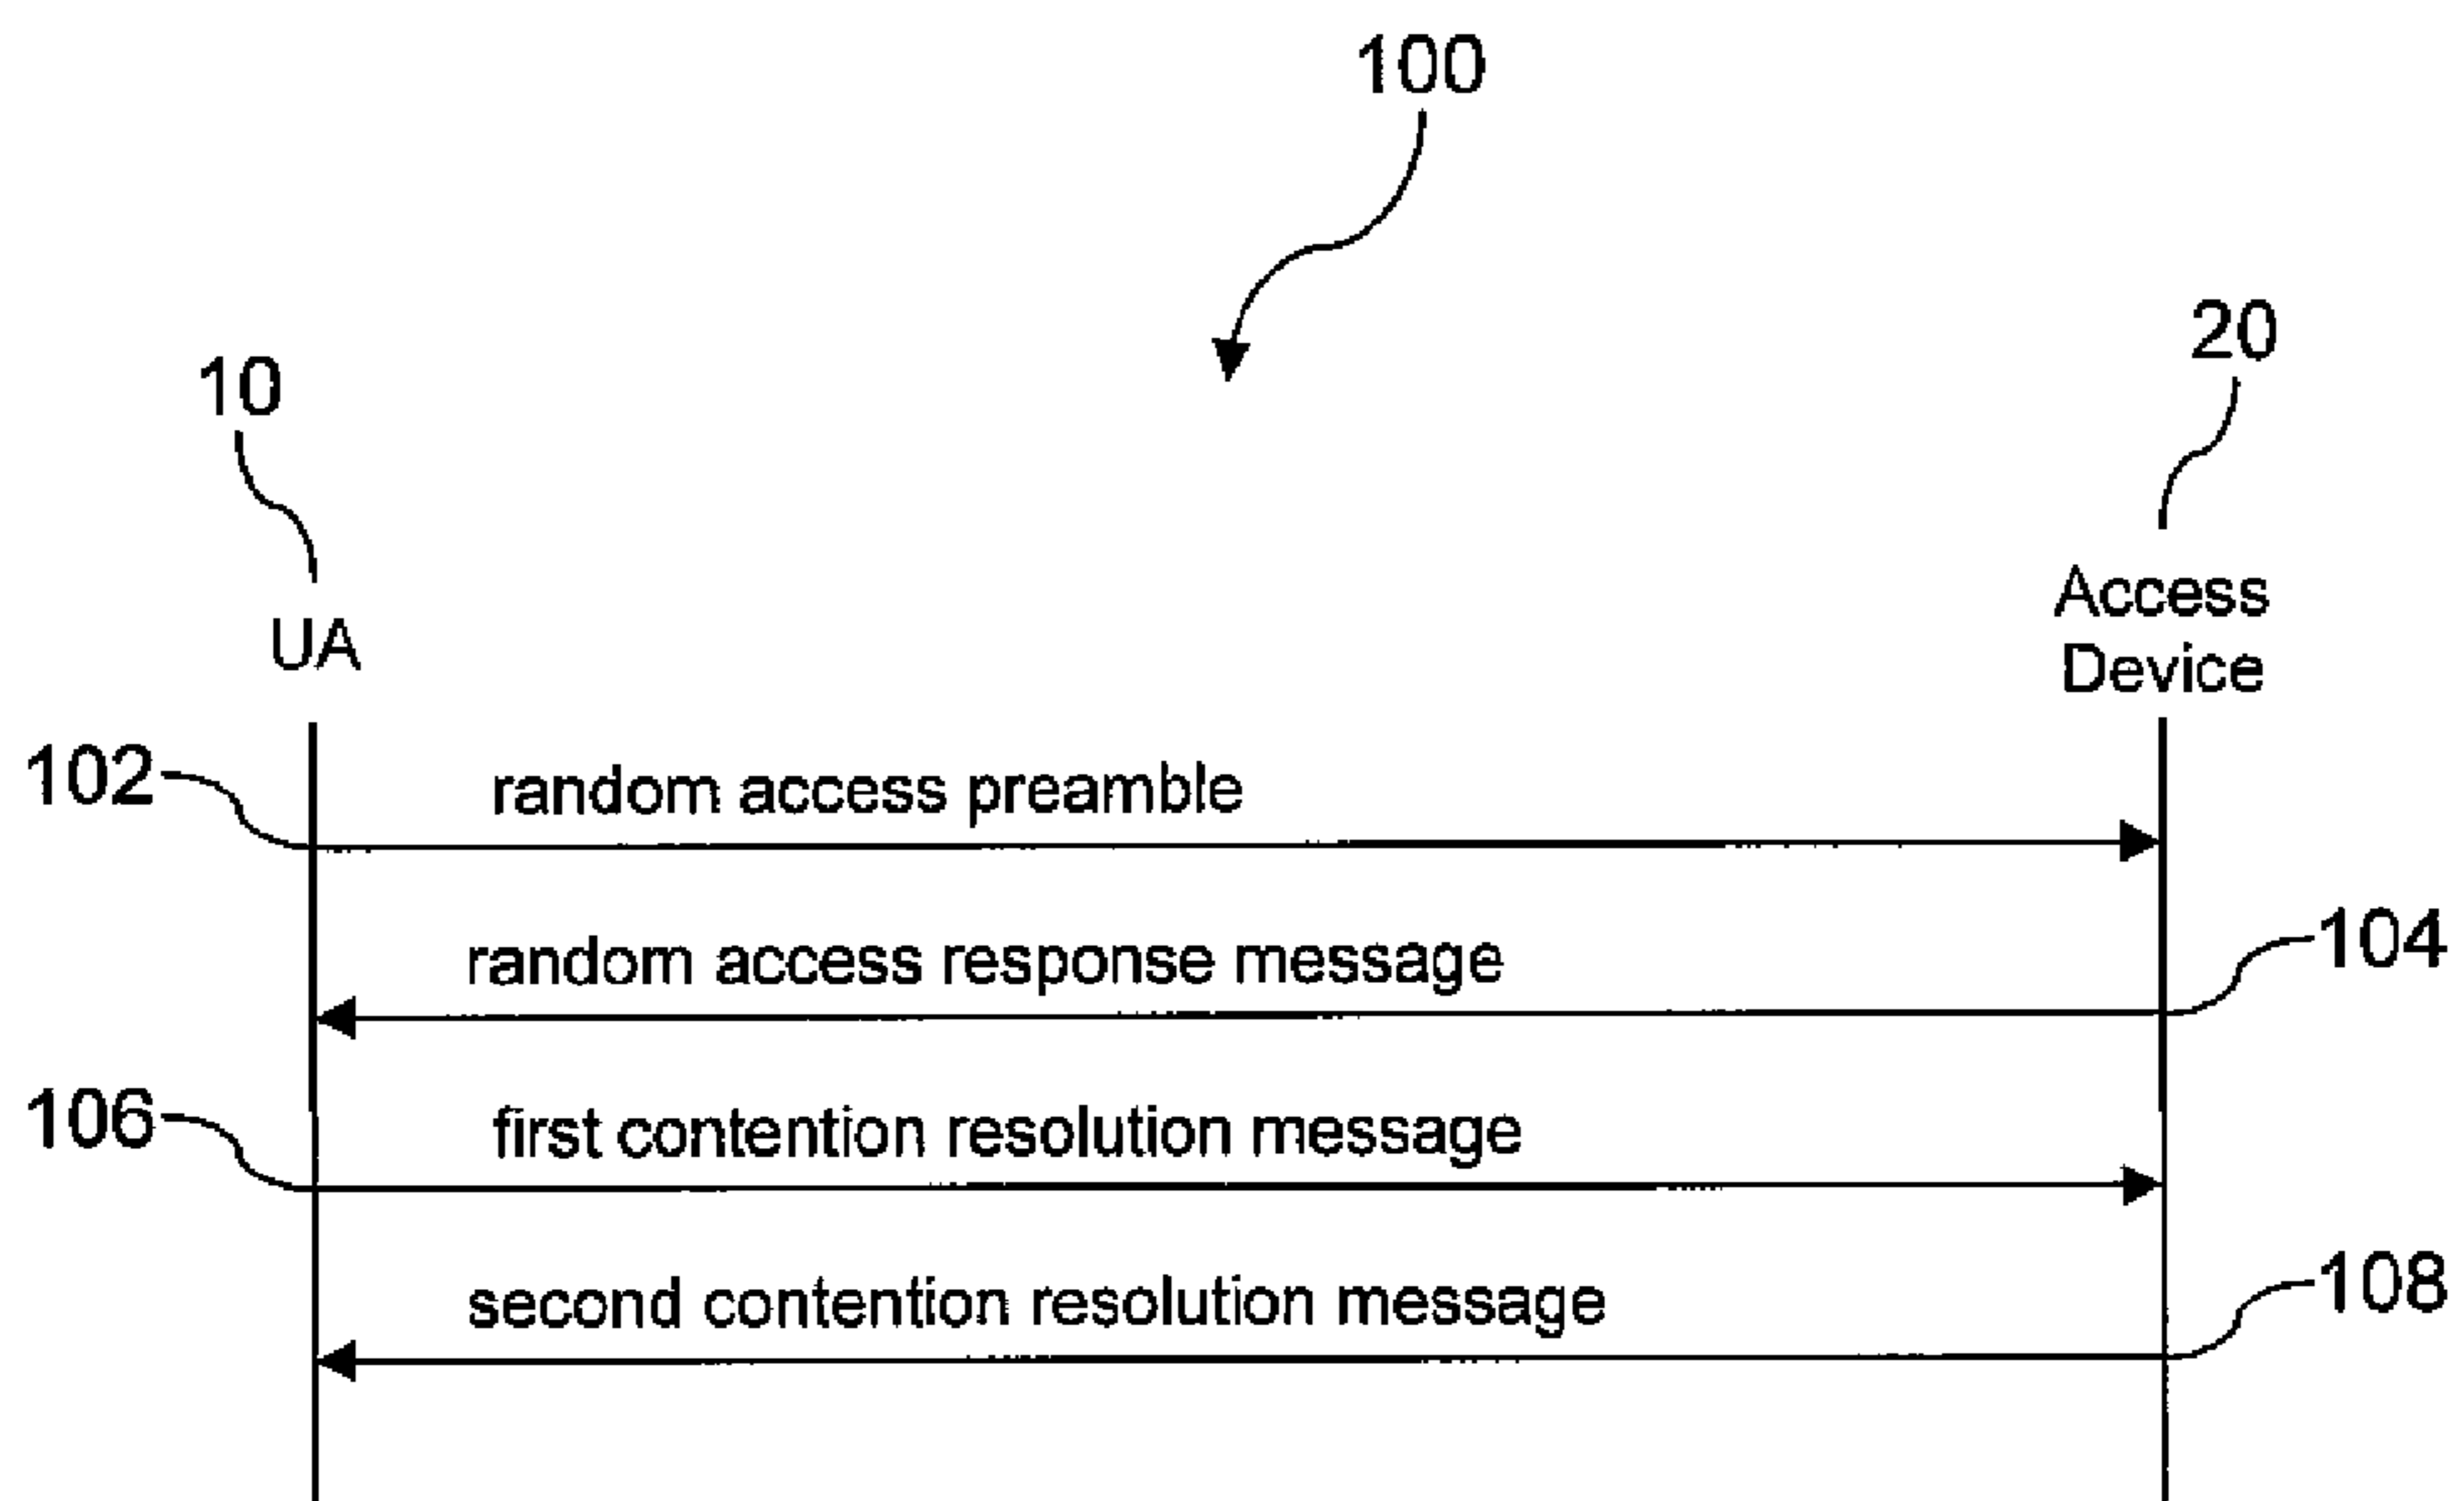 100
20
10
Access
Device
UA
102
random access preamble
104
random access response message
106
first contention resolution message
108
second contention resolution message